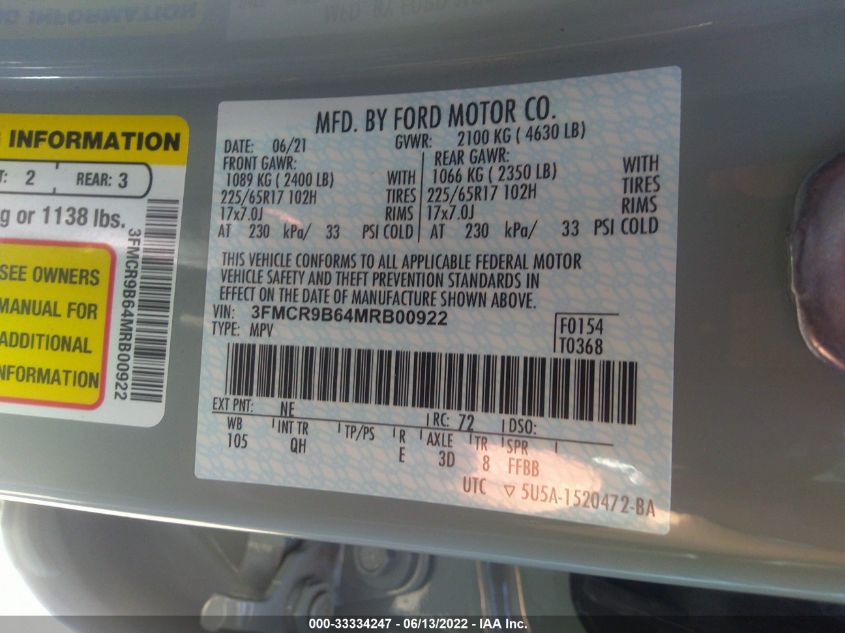 INFORMATION
2 REAR: 3
g or 1138 lbs.
3FMCR9B64MRB00922
SEE OWNERS
MANUAL FOR
ADDITIONAL
INFORMATION
MFD. BY FORD MOTOR CO.
DATE: 06/21 GVWR: 2100 KG ( 4630 LB)
FRONT GAWR: REAR GAWR:
1089 KG ( 2400 LB) WITH 1066 KG ( 2350 LB) WITH
225/65R17 102H TIRES 225/65R17 102H TIRES
17x7.0J RIMS 17x7.0J RIMS
AT 230 kPa/ 33 PSI COLD AT 230 kPa/ 33 PSI COLD
THIS VEHICLE CONFORMS TO ALL APPLICABLE FEDERAL MOTOR
VEHICLE SAFETY AND THEFT PREVENTION STANDARDS IN
EFFECT ON THE DATE OF MANUFACTURE SHOWN ABOVE.
VIN: 3FMCR9B64MRB00922
TYPE: MPV
F0154
T0368
EXT PNT: NE RC: 72 DSO:
WB INT TR TP/PS R AXLE TR SPR
105 QH E 3D 8 FFBB
UTC ▽ 5U5A-1520472-BA
000-33334247 - 06/13/2022 - IAA Inc.